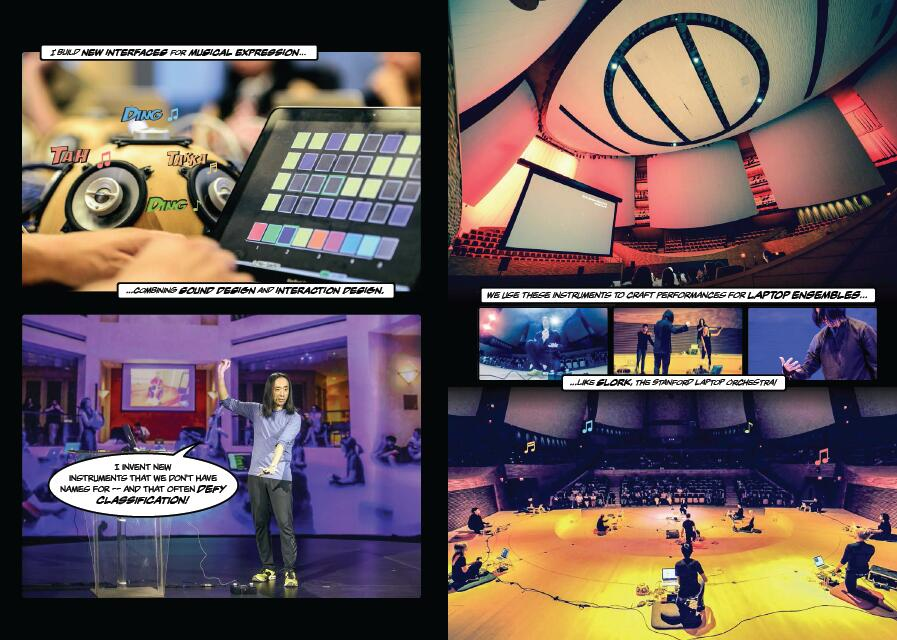 I BUILD NEW INTERFACES FOR MUSICAL EXPRESSION...
DING
TAH
TUKKA
DING
...COMBINING SOUND DESIGN AND INTERACTION DESIGN.
I INVENT NEW
INSTRUMENTS THAT WE DON'T HAVE
NAMES FOR -- AND THAT OFTEN DEFY
CLASSIFICATION!
WE USE THESE INSTRUMENTS TO CRAFT PERFORMANCES FOR LAPTOP ENSEMBLES...
...LIKE SLORK, THE STANFORD LAPTOP ORCHESTRA!